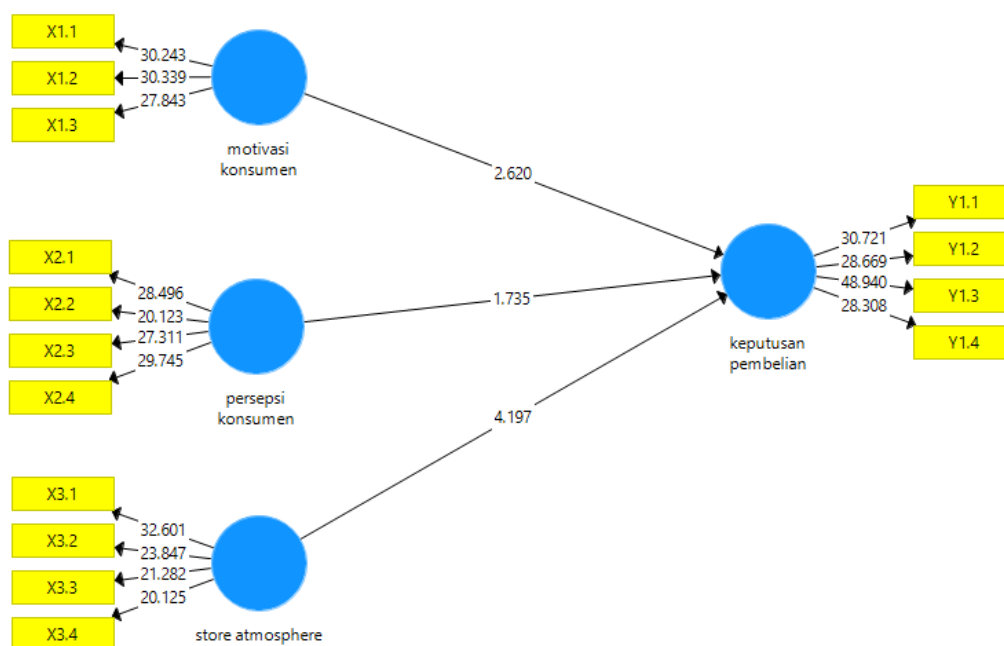 X1.1
30.243
X1.2
30.339
X1.3
27.843
motivasi
konsumen
2.620
X2.1
28.496
X2.2
20.123
X2.3
27.311
X2.4
29.745
persepsi
konsumen
1.735
X3.1
32.601
X3.2
23.847
X3.3
21.282
X3.4
20.125
store atmosphere
4.197
keputusan
pembelian
Y1.1
30.721
Y1.2
28.669
Y1.3
48.940
Y1.4
28.308